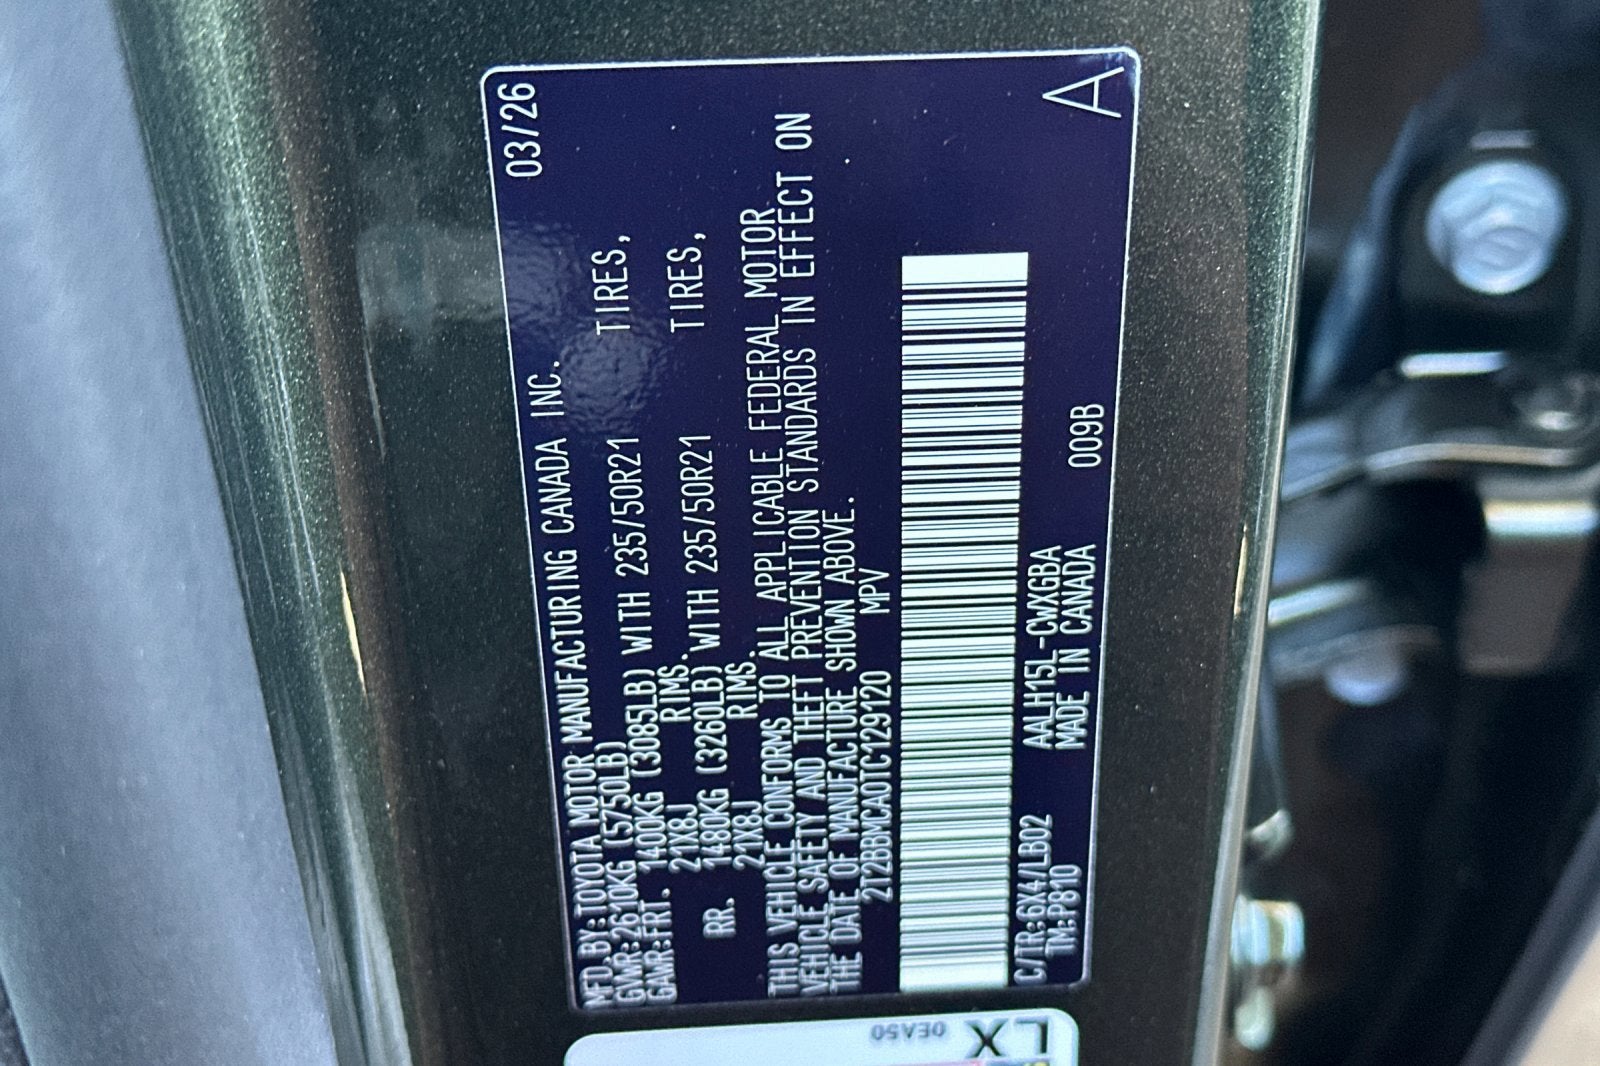 MFD.BY:TOYOTA MOTOR MANUFACTURING CANADA INC. 03/26
GVWR:2610KG (5750LB)
GAWR:FRT. 1400KG (3085LB) WITH 235/50R21 TIRES,
21X8J RIMS.
RR. 1480KG (3260LB) WITH 235/50R21 TIRES,
21X8J RIMS.
THIS VEHICLE CONFORMS TO ALL APPLICABLE FEDERAL MOTOR
VEHICLE SAFETY AND THEFT PREVENTION STANDARDS IN EFFECT ON
THE DATE OF MANUFACTURE SHOWN ABOVE.
2T2BBMCA0TC129120 MPV
C/TR:6X4/LB02 AALH15L-CWXGBA
TM:P810 MADE IN CANADA 009B A
LX
0EA50